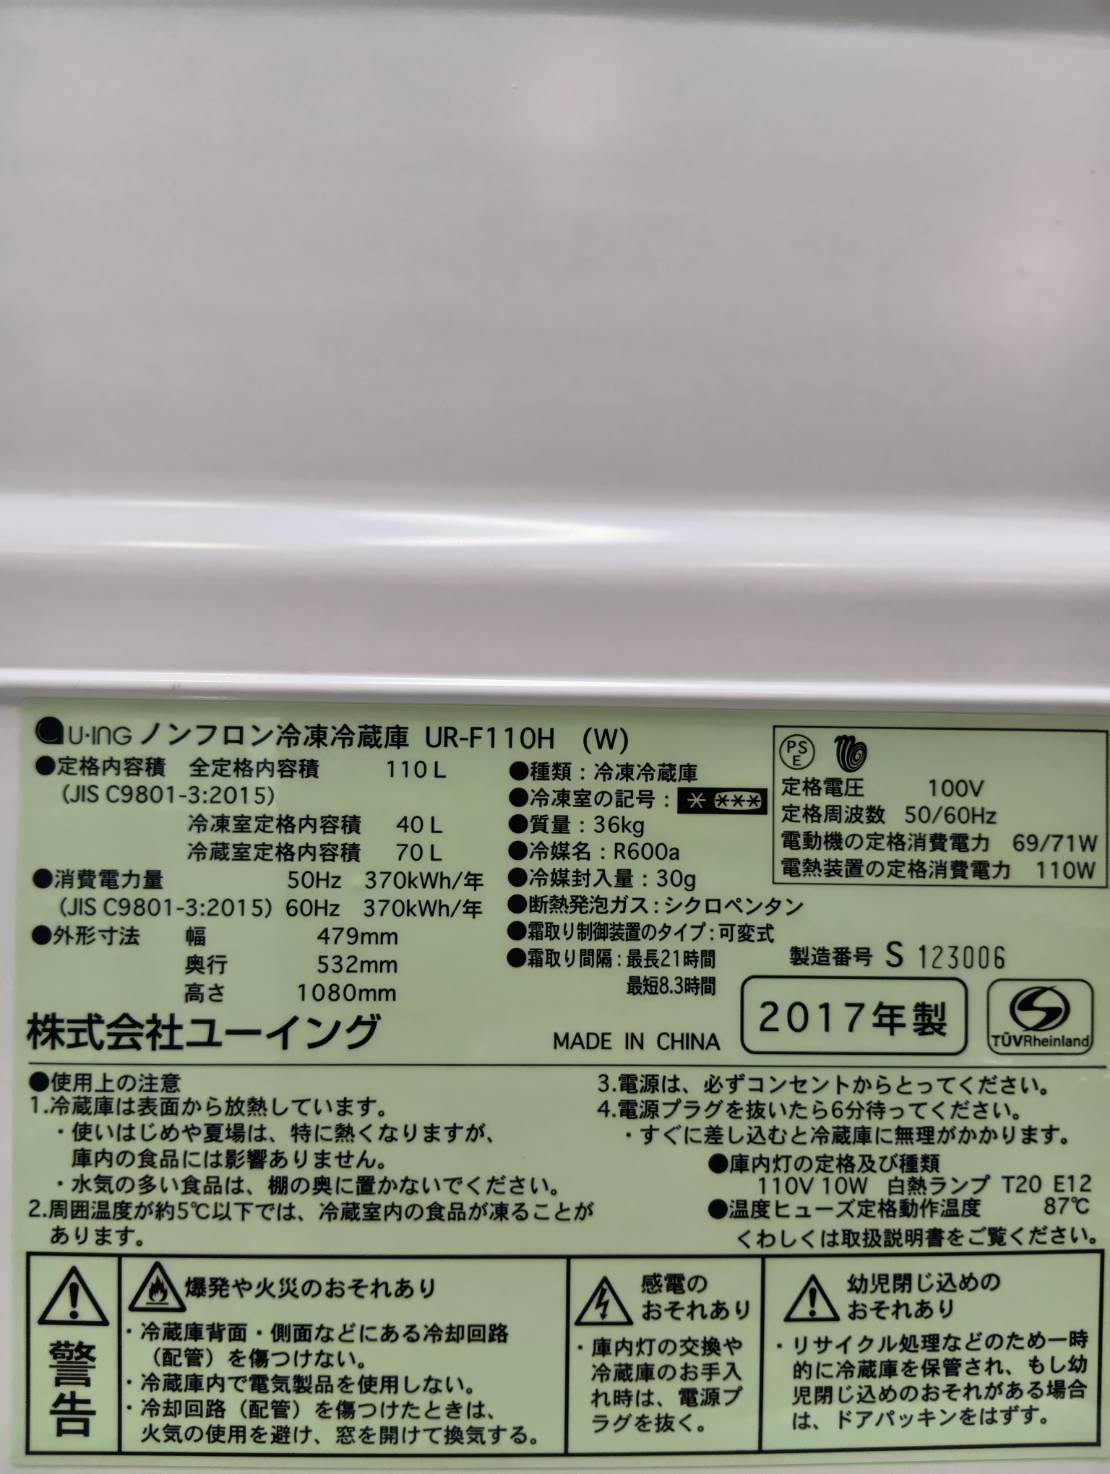 U·ING ノンフロン冷凍冷蔵庫 UR-F110H (W)
●定格内容積 全定格内容積 110 L
(JIS C9801-3:2015)
冷凍室定格内容積 40 L
冷蔵室定格内容積 70 L
●消費電力量 50Hz 370kWh/年
(JIS C9801-3:2015) 60Hz 370kWh/年
●外形寸法 幅 479mm
奥行 532mm
高さ 1080mm
●種類：冷凍冷蔵庫
●冷凍室の記号：* ***
●質量：36kg
●冷媒名：R600a
●冷媒封入量：30g
●断熱発泡ガス：シクロペンタン
●霜取り制御装置のタイプ：可変式
●霜取り間隔：最長21時間
最短8.3時間
PS
E
定格電圧 100V
定格周波数 50/60Hz
電動機の定格消費電力 69/71W
電熱装置の定格消費電力 110W
製造番号 S 123006
株式会社ユーイング
MADE IN CHINA
2017年製
TÜVRheinland
●使用上の注意
1.冷蔵庫は表面から放熱しています。
・使いはじめや夏場は、特に熱くなりますが、
庫内の食品には影響ありません。
・水気の多い食品は、棚の奥に置かないでください。
2.周囲温度が約5℃以下では、冷蔵室内の食品が凍ることが
あります。
3.電源は、必ずコンセントからとってください。
4.電源プラグを抜いたら6分待ってください。
・すぐに差し込むと冷蔵庫に無理がかかります。
●庫内灯の定格及び種類
110V 10W 白熱ランプ T20 E12
●温度ヒューズ定格動作温度 87℃
くわしくは取扱説明書をご覧ください。
警告
爆発や火災のおそれあり
・冷蔵庫背面・側面などにある冷却回路
（配管）を傷つけない。
・冷蔵庫内で電気製品を使用しない。
・冷却回路（配管）を傷つけたときは、
火気の使用を避け、窓を開けて換気する。
感電の
おそれあり
・庫内灯の交換や
冷蔵庫のお手入
れ時は、電源プ
ラグを抜く。
幼児閉じ込めの
おそれあり
・リサイクル処理などのため一時
的に冷蔵庫を保管され、もし幼
児閉じ込めのおそれがある場合
は、ドアパッキンをはずす。